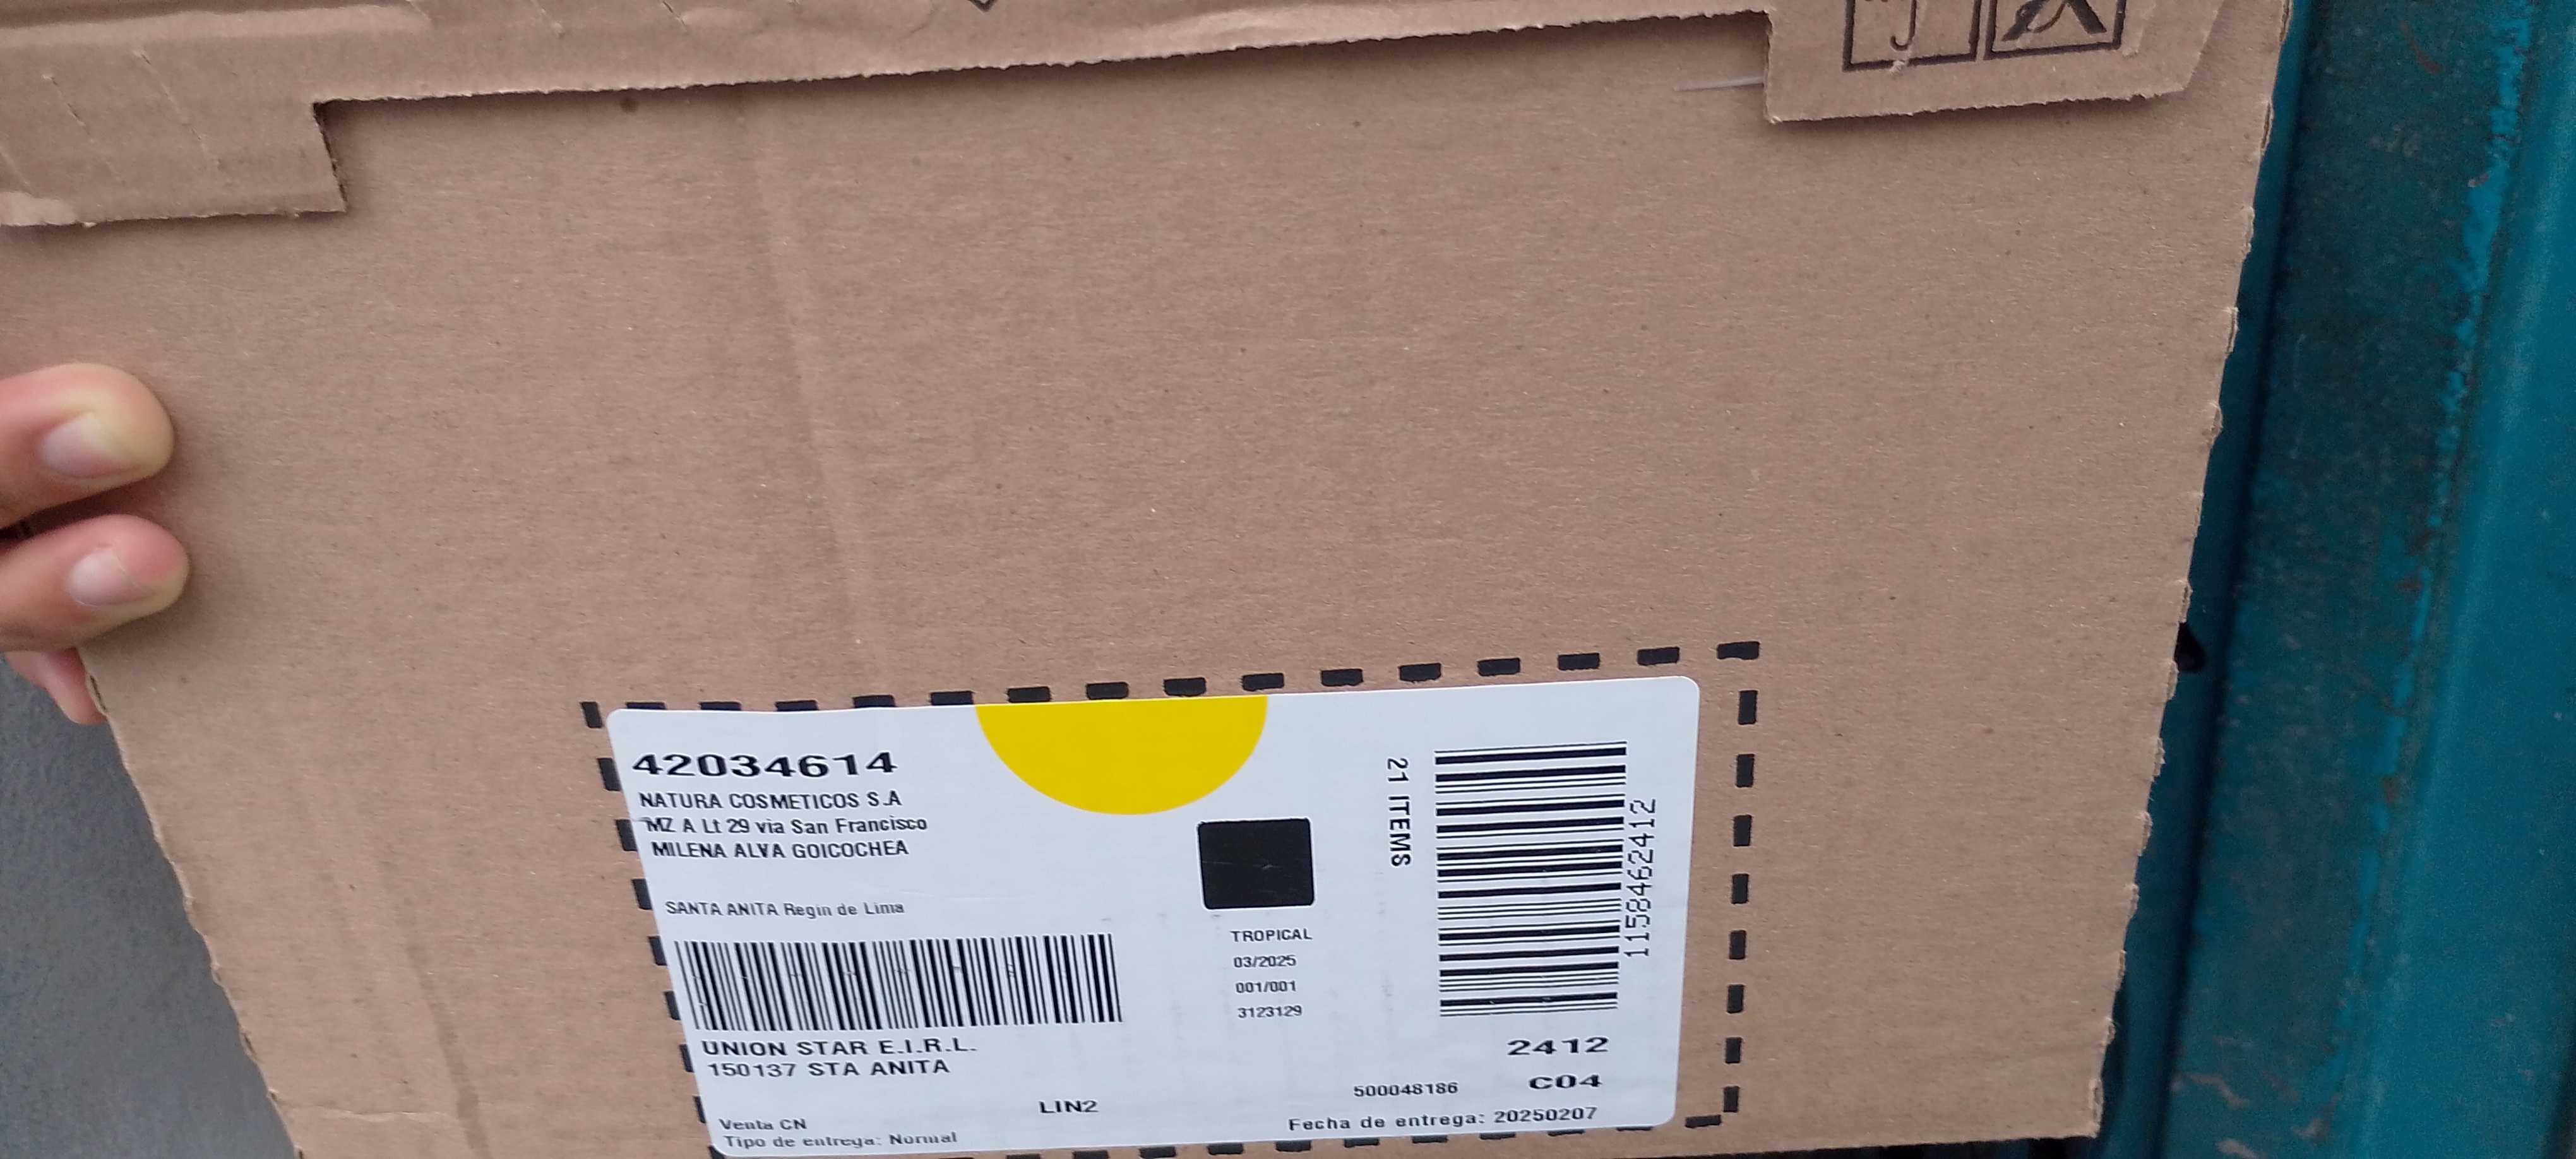 42034614
NATURA COSMETICOS S.A
MZ A Lt 29 via San Francisco
MILENA ALVA GOICOCHEA
SANTA ANITA Regin de Lima
21 ITEMS
1158462412
TROPICAL
03/2025
001/001
3123129
UNION STAR E.I.R.L.
150137 STA ANITA
2412
C04
500048186
LIN2
Venta CN
Tipo de entrega: Normal
Fecha de entrega: 20250207